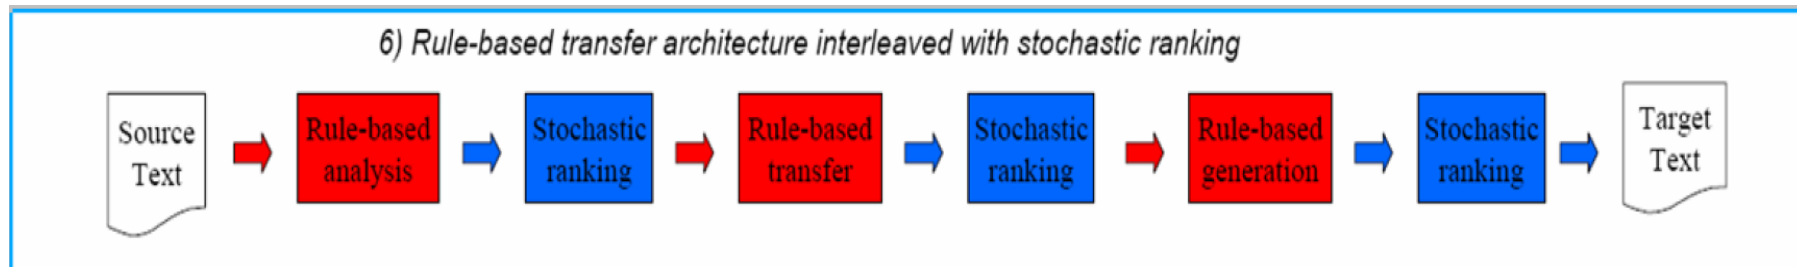 6) Rule-based transfer architecture interleaved with stochastic ranking
Source
Text
Rule-based
analysis
Stochastic
ranking
Rule-based
transfer
Stochastic
ranking
Rule-based
generation
Stochastic
ranking
Target
Text